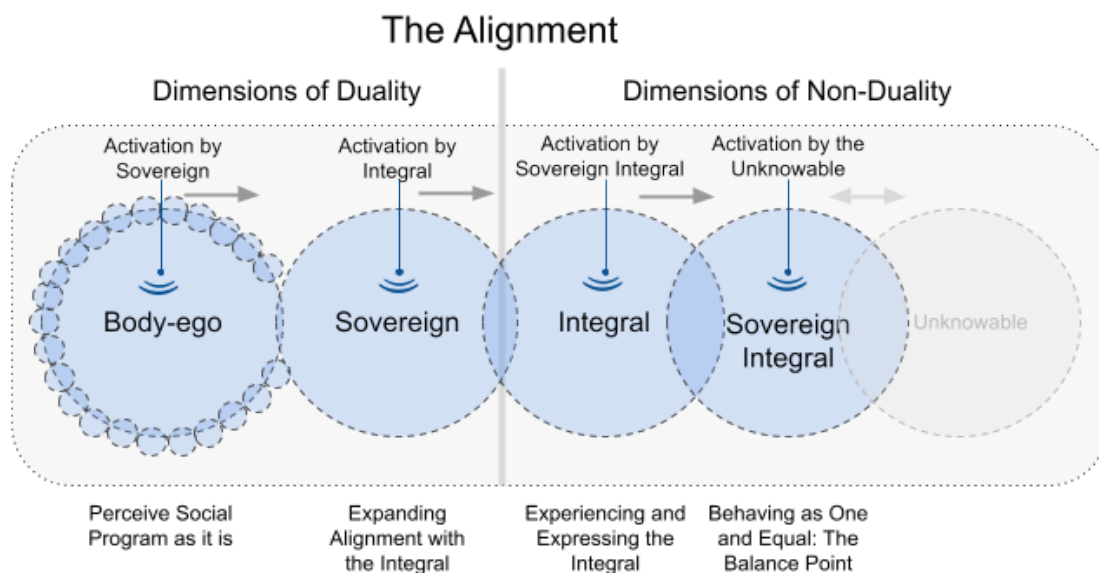 The Alignment
Dimensions of Duality
Dimensions of Non-Duality
Activation by
Sovereign
Activation by
Integral
Activation by
Sovereign Integral
Activation by the
Unknowable
Body-ego
Sovereign
Integral
Sovereign
Integral
Unknowable
Perceive Social
Program as it is
Expanding
Alignment with
the Integral
Experiencing and
Expressing the
Integral
Behaving as One
and Equal: The
Balance Point